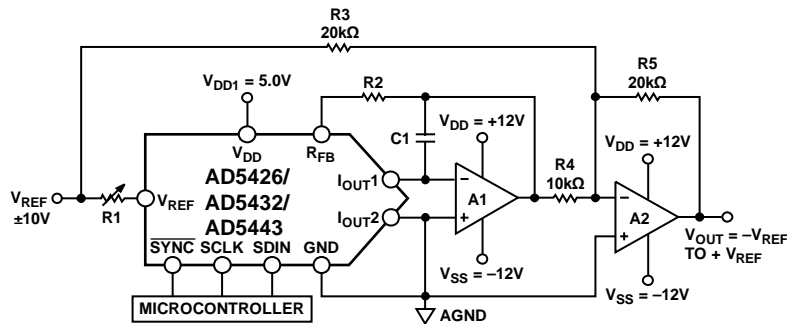 R3
20kΩ
R5
20kΩ
VDD1 = 5.0V
R2
VDD = +12V
C1
VDD
RFB
VDD = +12V
R4
10kΩ
AD5426/
AD5432/
AD5443
IOUT1
IOUT2
VREF
±10V
R1
VREF
−
+
A1
−
+
A2
SYNC SCLK SDIN GND
VOUT = –VREF
TO + VREF
VSS = –12V
VSS = –12V
MICROCONTROLLER
AGND